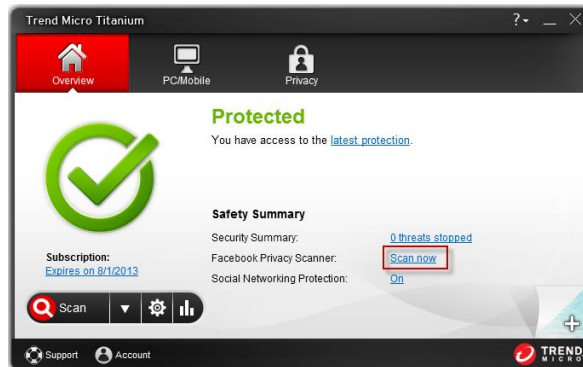 Trend Micro Titanium
?
Overview
PC/Mobile
Privacy
Protected
You have access to the latest protection.
Safety Summary
Security Summary: 0 threats stopped
Facebook Privacy Scanner: Scan now
Social Networking Protection: On
Subscription:
Expires on 8/1/2013
Scan
Support
Account
TREND
MICRO